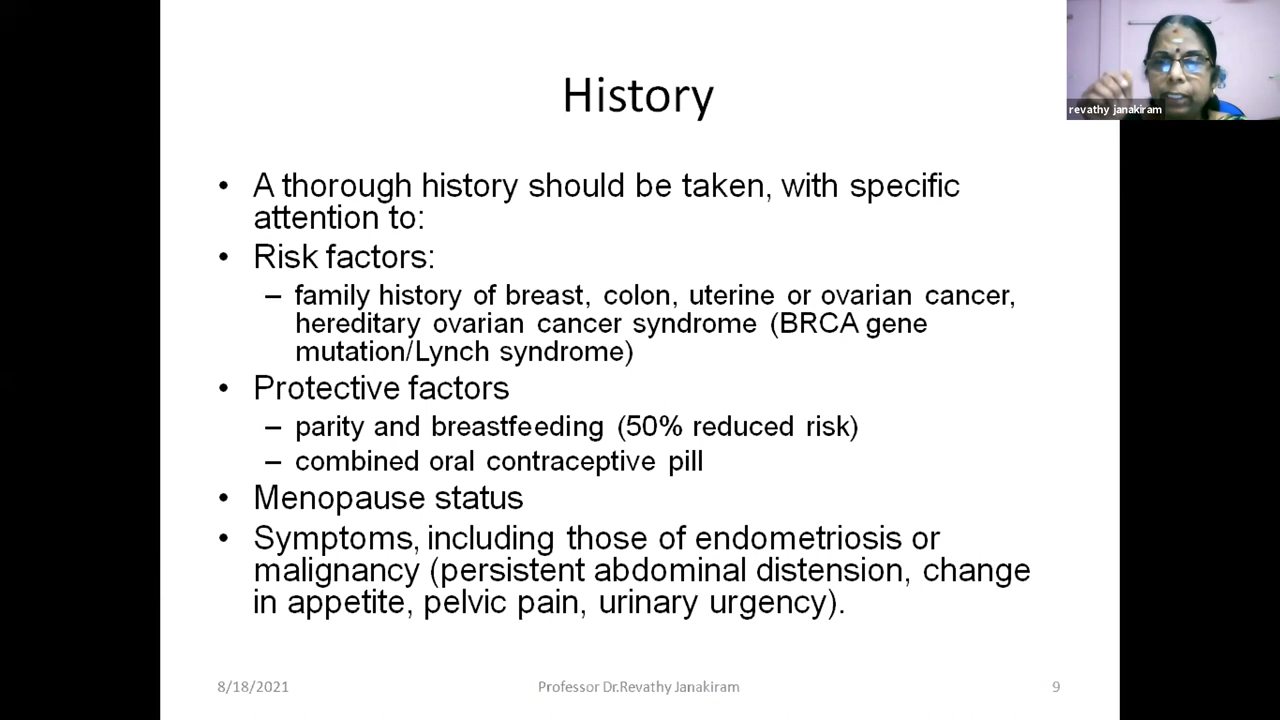 revathy janakiram
History
• A thorough history should be taken, with specific
attention to:
• Risk factors:
– family history of breast, colon, uterine or ovarian cancer,
hereditary ovarian cancer syndrome (BRCA gene
mutation/Lynch syndrome)
• Protective factors
– parity and breastfeeding (50% reduced risk)
– combined oral contraceptive pill
• Menopause status
• Symptoms, including those of endometriosis or
malignancy (persistent abdominal distension, change
in appetite, pelvic pain, urinary urgency).
8/18/2021
Professor Dr.Revathy Janakiram
9